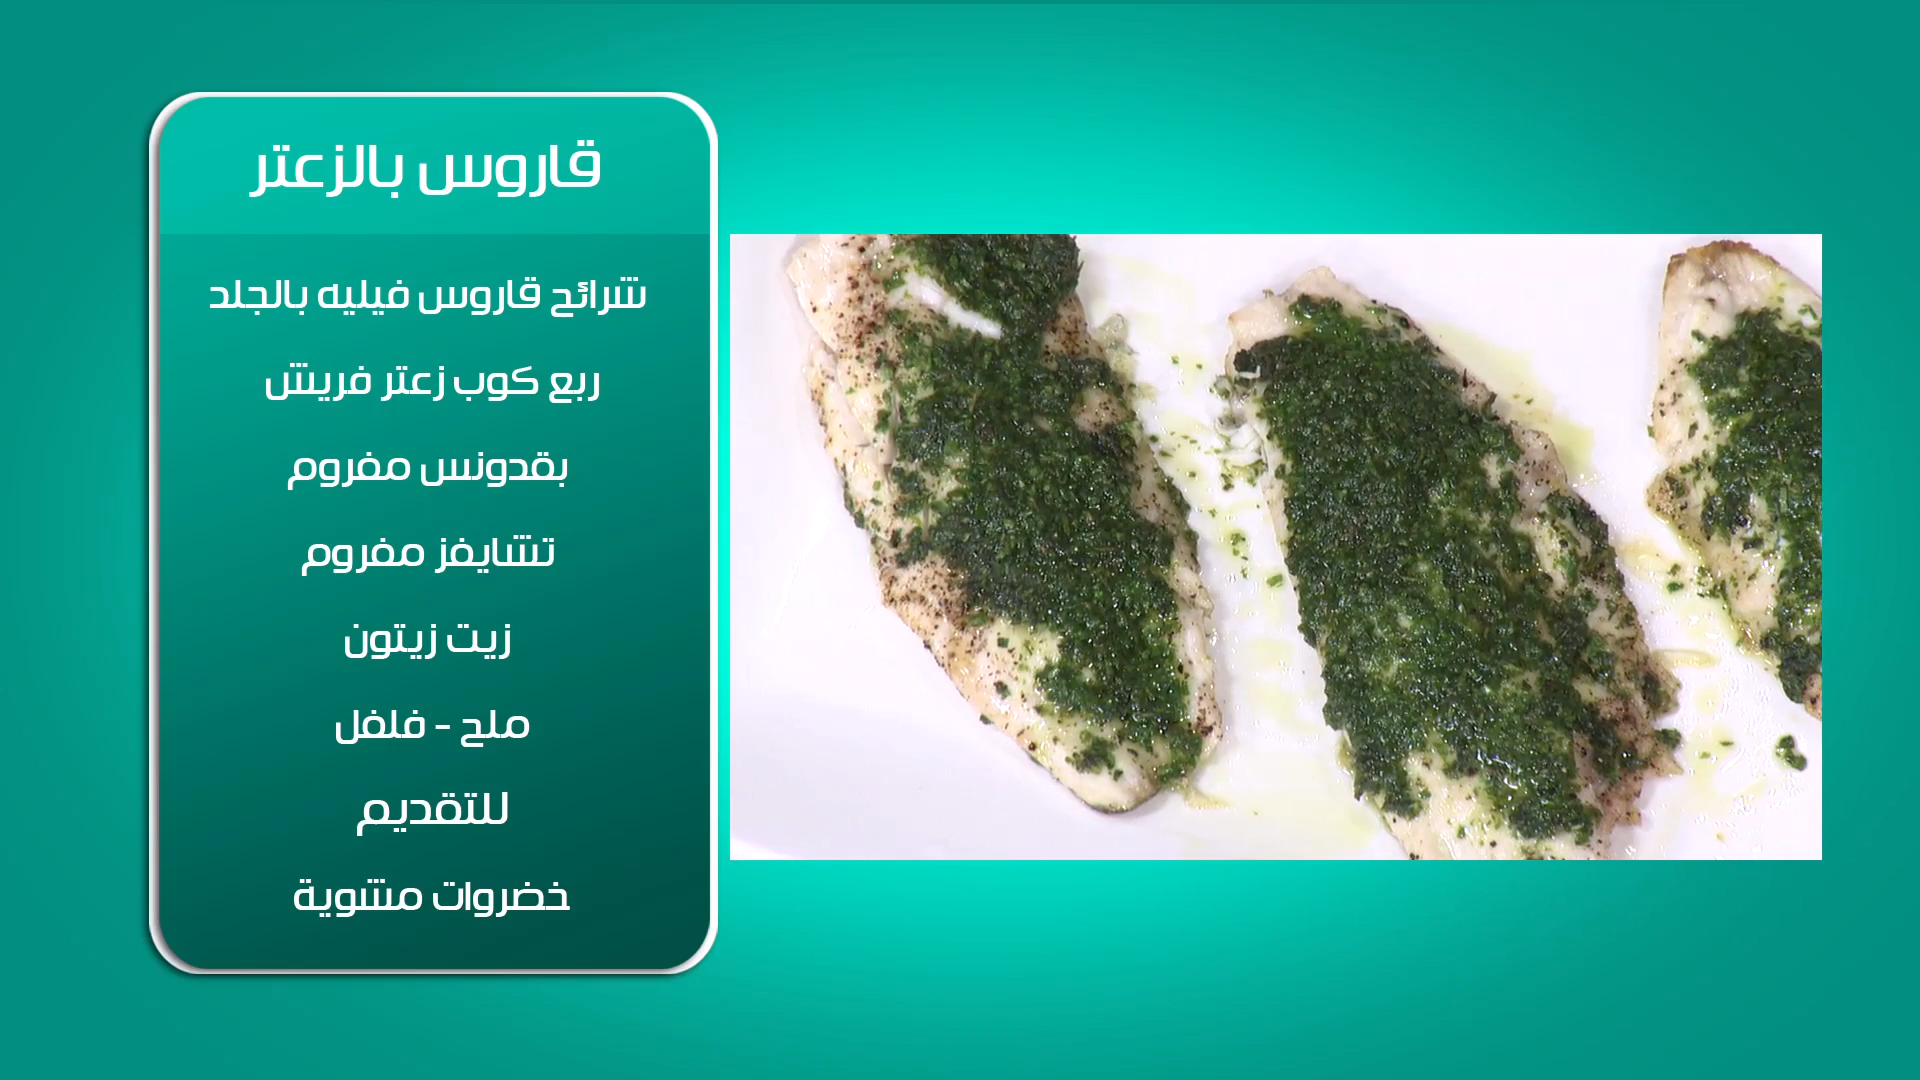 قاروس بالزعتر
شرائح قاروس فيليه بالجلد
ربع كوب زعتر فريش
بقدونس مفروم
تشايفز مفروم
زيت زيتون
ملح - فلفل
للتقديم
خضروات مشوية